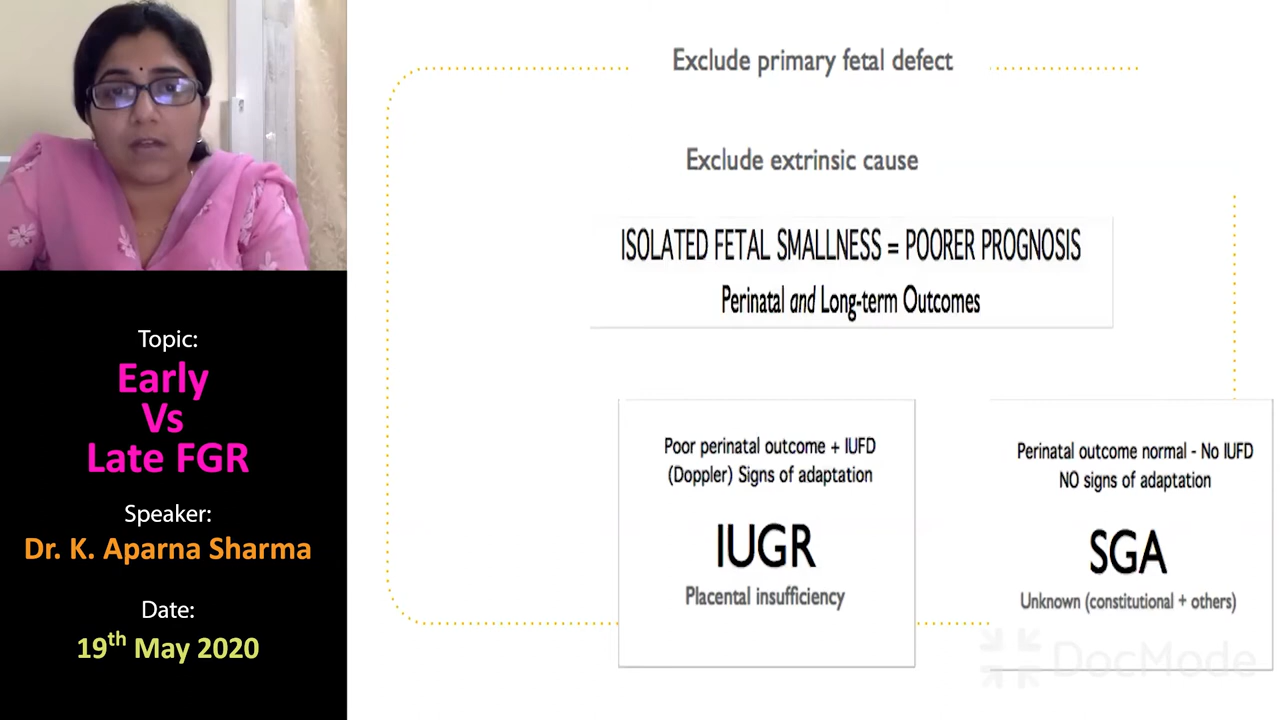 Topic:
Early
Vs
Late FGR
Speaker:
Dr. K. Aparna Sharma
Date:
19th May 2020
Exclude primary fetal defect
Exclude extrinsic cause
ISOLATED FETAL SMALLNESS = POORER PROGNOSIS
Perinatal and Long-term Outcomes
Poor perinatal outcome + IUFD
(Doppler) Signs of adaptation
IUGR
Placental insufficiency
Perinatal outcome normal - No IUFD
NO signs of adaptation
SGA
Unknown (constitutional + others)
DocMode